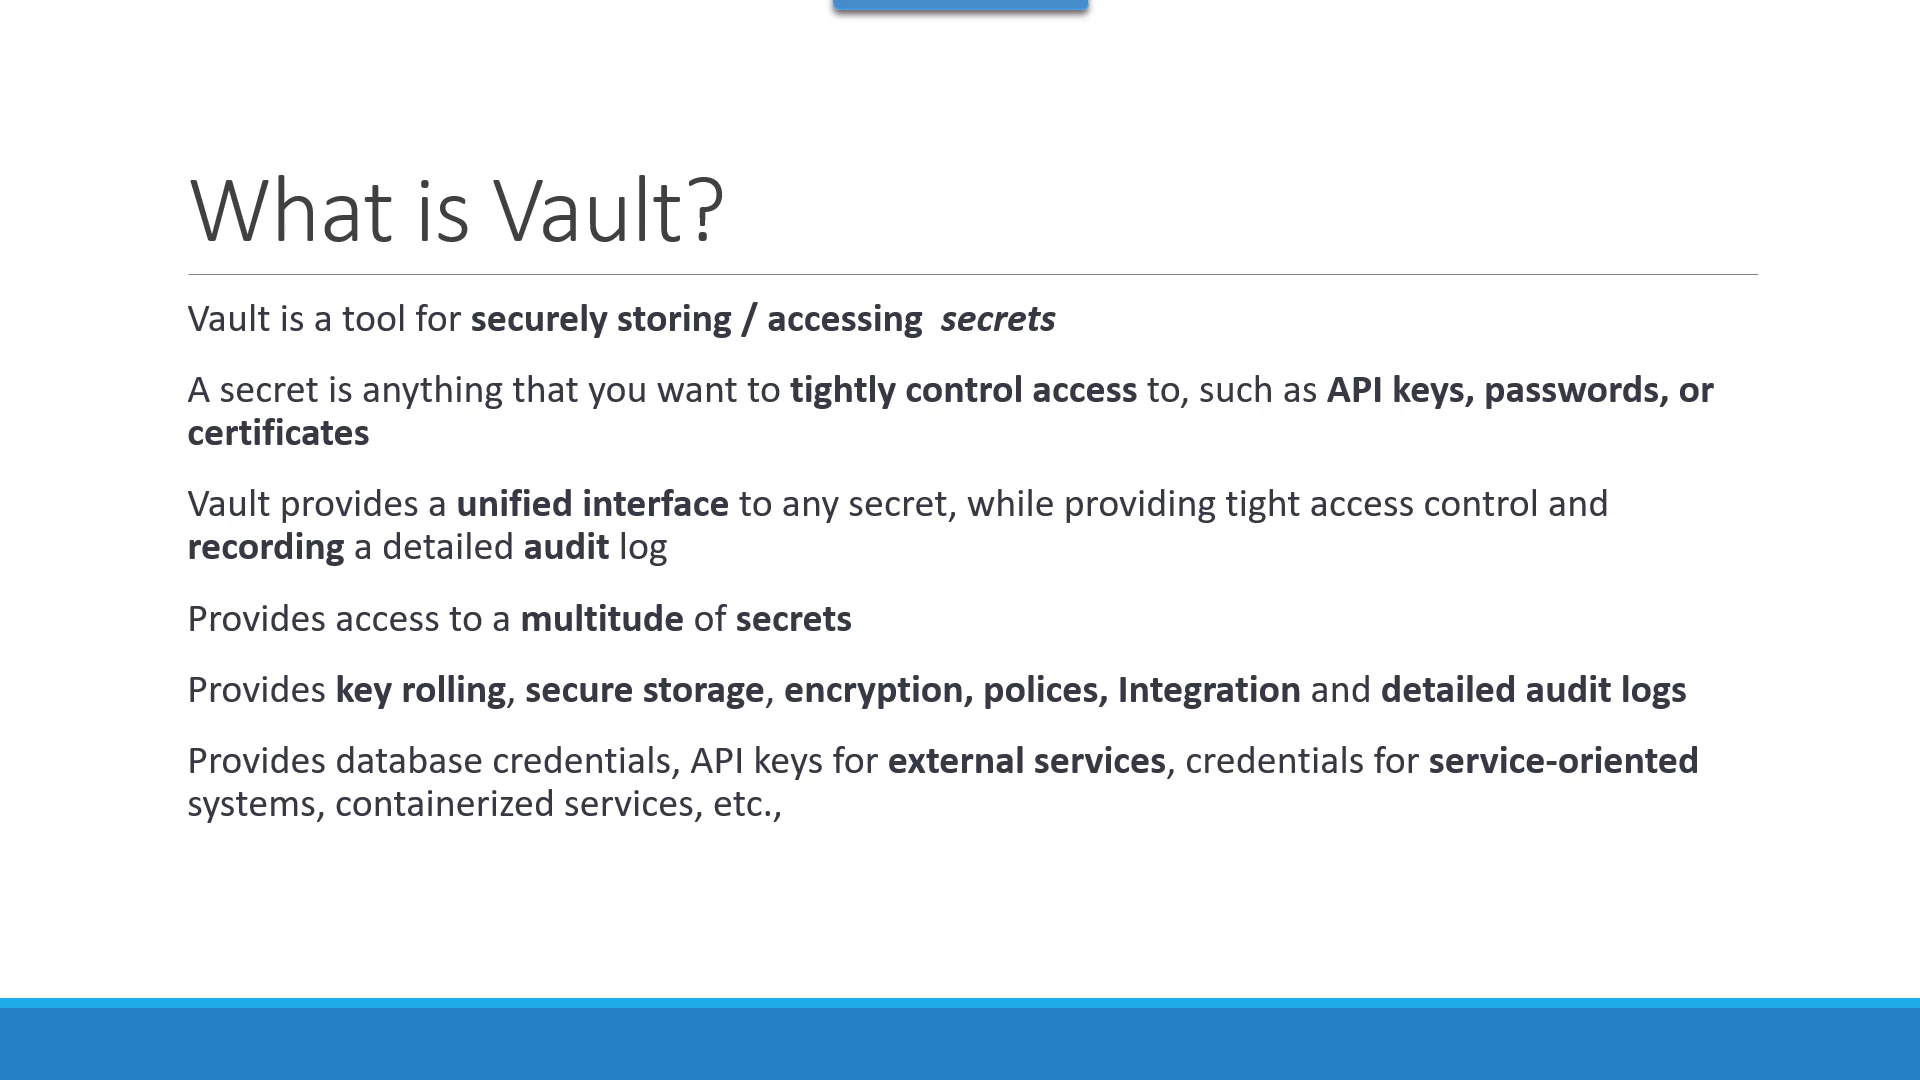 What is Vault?
Vault is a tool for securely storing / accessing  secrets
A secret is anything that you want to tightly control access to, such as API keys, passwords, or
certificates
Vault provides a unified interface to any secret, while providing tight access control and
recording a detailed audit log
Provides access to a multitude of secrets
Provides key rolling, secure storage, encryption, polices, Integration and detailed audit logs
Provides database credentials, API keys for external services, credentials for service-oriented
systems, containerized services, etc.,